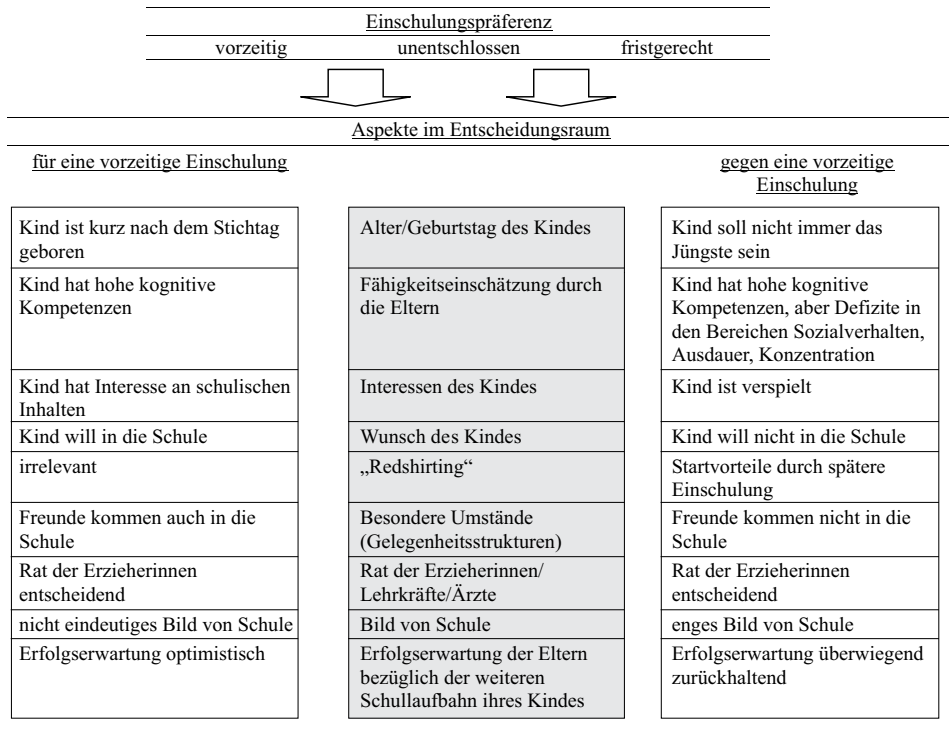 Einschulungspräferenz
vorzeitig unentschlossen fristgerecht
Aspekte im Entscheidungsraum
für eine vorzeitige Einschulung
gegen eine vorzeitige
Einschulung
Kind ist kurz nach dem Stichtag
geboren
Alter/Geburtstag des Kindes
Kind soll nicht immer das
Jüngste sein
Kind hat hohe kognitive
Kompetenzen
Fähigkeitseinschätzung durch
die Eltern
Kind hat hohe kognitive
Kompetenzen, aber Defizite in
den Bereichen Sozialverhalten,
Ausdauer, Konzentration
Kind hat Interesse an schulischen
Inhalten
Interessen des Kindes
Kind ist verspielt
Kind will in die Schule
Wunsch des Kindes
Kind will nicht in die Schule
irrelevant
„Redshirting“
Startvorteile durch spätere
Einschulung
Freunde kommen auch in die
Schule
Besondere Umstände
(Gelegenheitsstrukturen)
Freunde kommen nicht in die
Schule
Rat der Erzieherinnen
entscheidend
Rat der Erzieherinnen/
Lehrkräfte/Ärzte
Rat der Erzieherinnen
entscheidend
nicht eindeutiges Bild von Schule
Bild von Schule
enges Bild von Schule
Erfolgserwartung optimistisch
Erfolgserwartung der Eltern
bezüglich der weiteren
Schullaufbahn ihres Kindes
Erfolgserwartung überwiegend
zurückhaltend